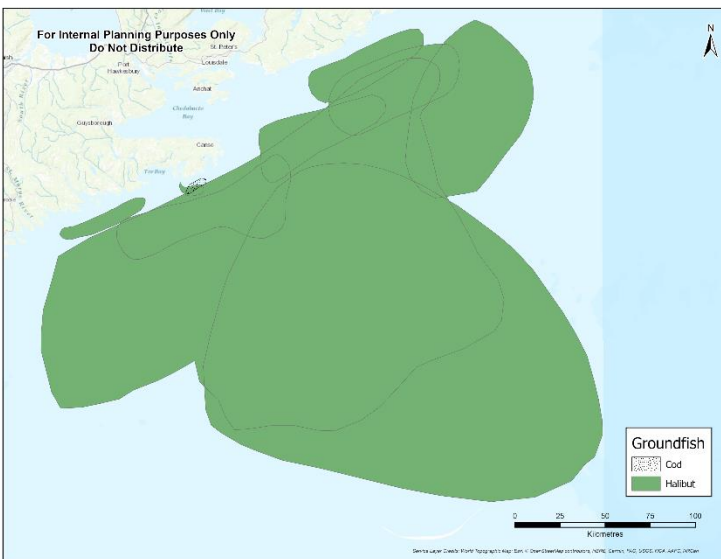 For Internal Planning Purposes Only
Do Not Distribute
N
St. Peter's
Port
Hawkesbury
Louisdale
Arichat
Chedabucto
Bay
Guysborough
Canso
Tor Bay
Groundfish
Cod
Halibut
0 25 50 75 100
Kilometres